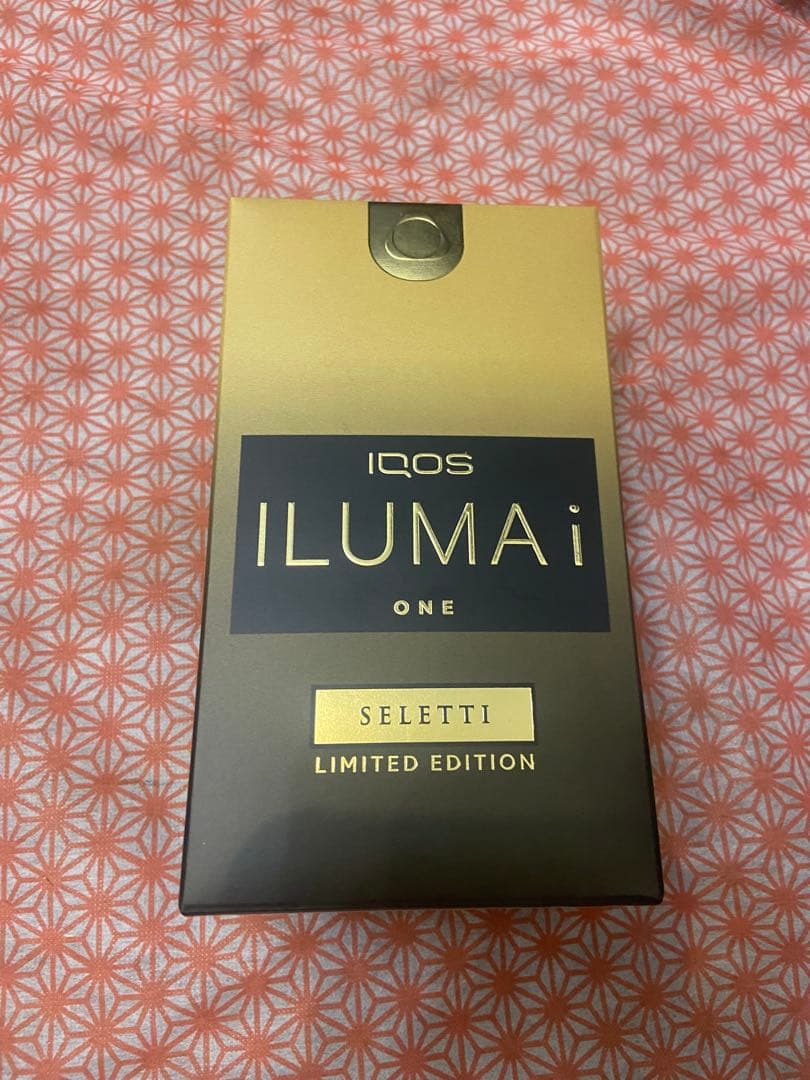 IQOS
ILUMA i
ONE
SELETTI
LIMITED EDITION